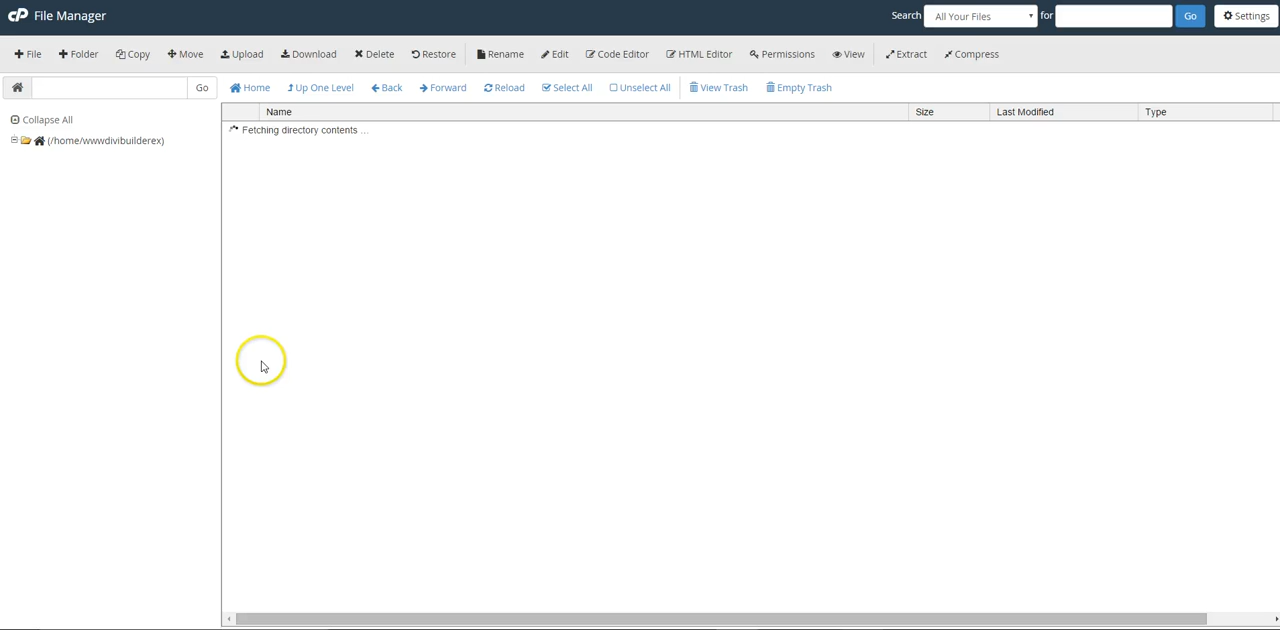 cP File Manager
Search All Your Files for Go Settings
File Folder Copy Move Upload Download Delete Restore Rename Edit Code Editor HTML Editor Permissions View Extract Compress
Go Home Up One Level Back Forward Reload Select All Unselect All View Trash Empty Trash
Collapse All
(/home/wwwdivibuilderex)
Name Size Last Modified Type
Fetching directory contents ...